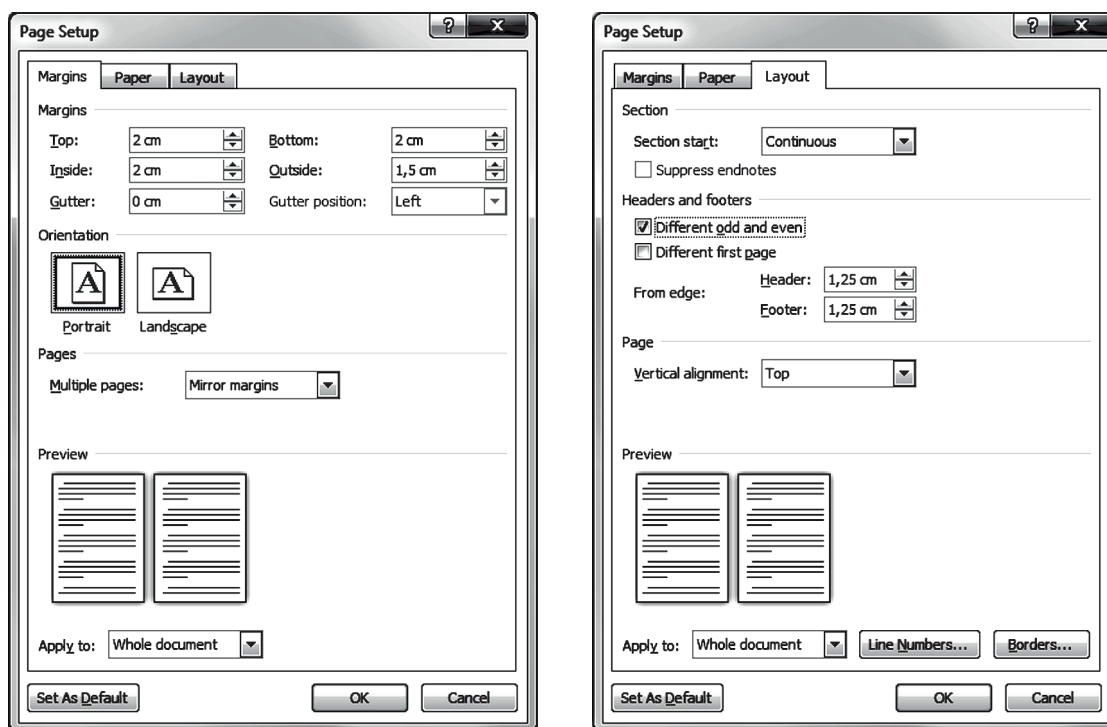 Page Setup
? X
Margins Paper Layout
Margins
Top: 2 cm Bottom: 2 cm
Inside: 2 cm Outside: 1,5 cm
Gutter: 0 cm Gutter position: Left
Orientation
A A
Portrait Landscape
Pages
Multiple pages: Mirror margins
Preview
Apply to: Whole document
Set As Default OK Cancel
Page Setup
? X
Margins Paper Layout
Section
Section start: Continuous
Suppress endnotes
Headers and footers
Different odd and even
Different first page
From edge: Header: 1,25 cm
Footer: 1,25 cm
Page
Vertical alignment: Top
Preview
Apply to: Whole document Line Numbers... Borders...
Set As Default OK Cancel